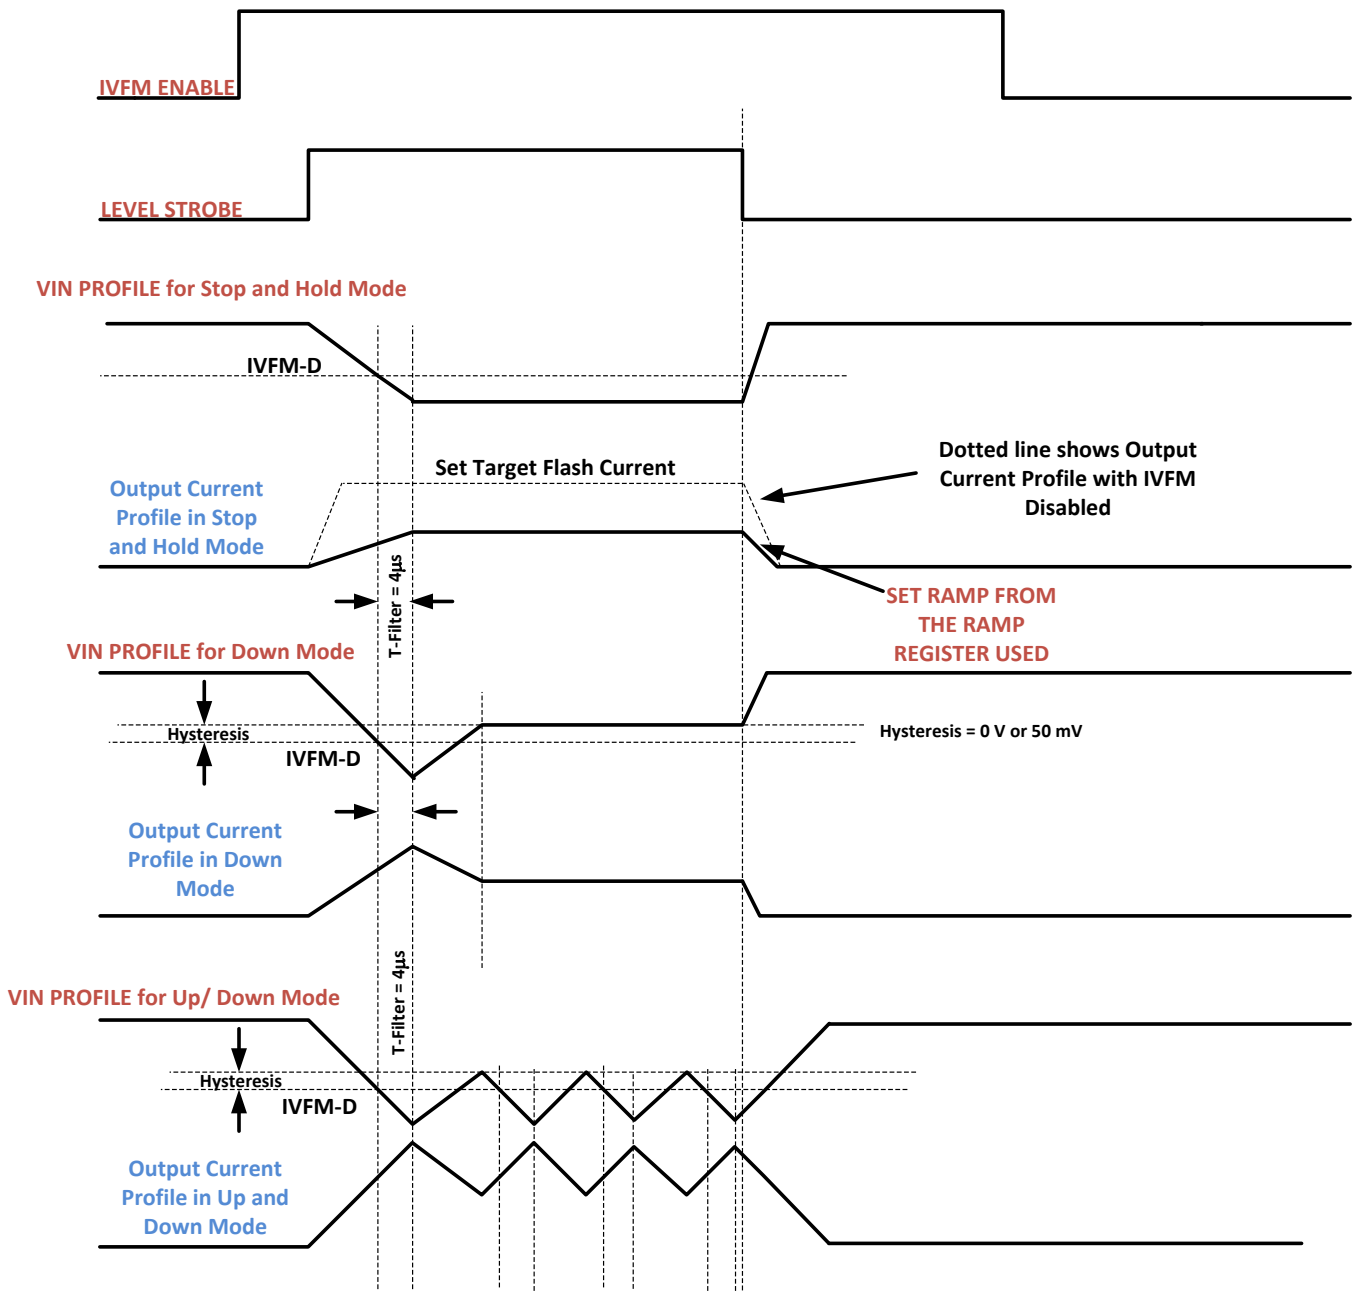 IVFM ENABLE
LEVEL STROBE
VIN PROFILE for Stop and Hold Mode
IVFM-D
Set Target Flash Current
Dotted line shows Output
Current Profile with IVFM
Disabled
Output Current
Profile in Stop
and Hold Mode
T-Filter = 4µs
SET RAMP FROM
THE RAMP
REGISTER USED
VIN PROFILE for Down Mode
Hysteresis
IVFM-D
Hysteresis = 0 V or 50 mV
Output Current
Profile in Down
Mode
T-Filter = 4µs
VIN PROFILE for Up/ Down Mode
Hysteresis
IVFM-D
Output Current
Profile in Up and
Down Mode